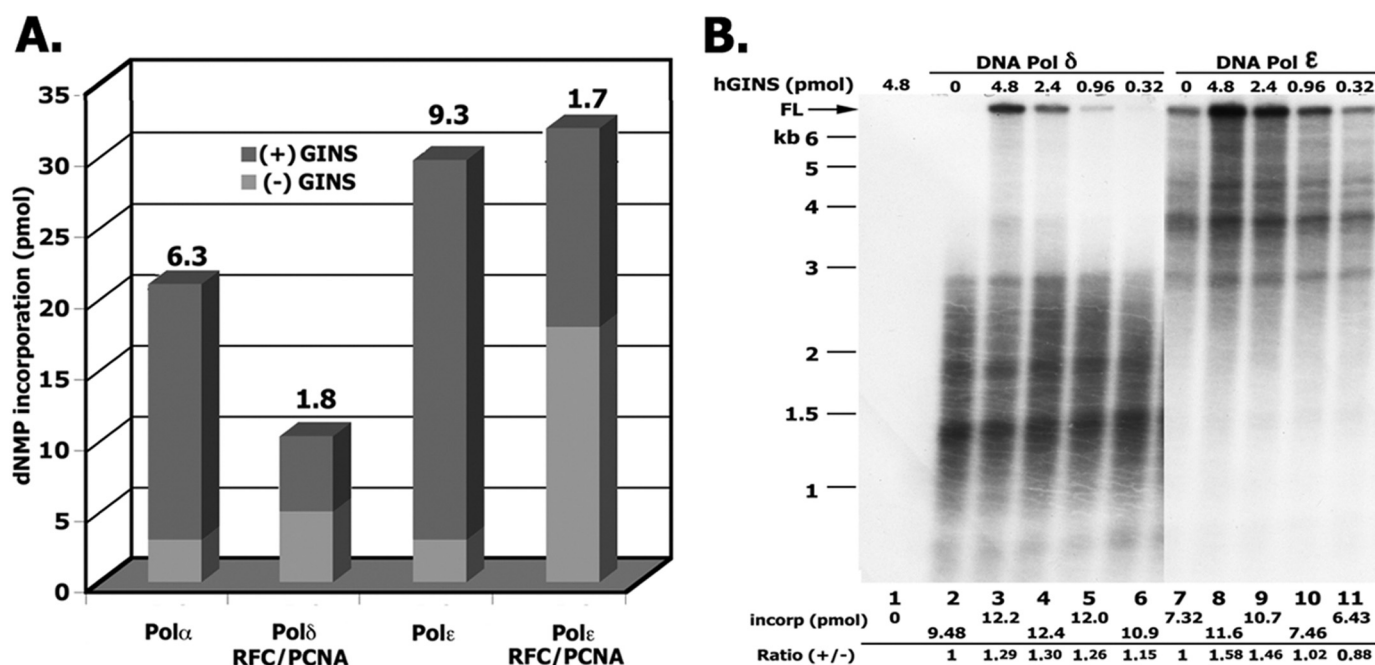 A.
35
30
25
20
15
10
5
0
dNMP incorporation (pmol)
(+) GINS
(-) GINS
6.3
1.8
9.3
1.7
Polα
Polδ
RFC/PCNA
Polε
Polε
RFC/PCNA
B.
DNA Pol δ DNA Pol ε
hGINS (pmol) 4.8 0 4.8 2.4 0.96 0.32 0 4.8 2.4 0.96 0.32
FL
kb 6
5
4
3
2
1.5
1
1 2 3 4 5 6 7 8 9 10 11
incorp (pmol) 0 12.2 12.0 7.32 10.7 6.43
9.48 12.4 10.9 11.6 7.46
Ratio (+/-) 1 1.29 1.30 1.26 1.15 1 1.58 1.46 1.02 0.88